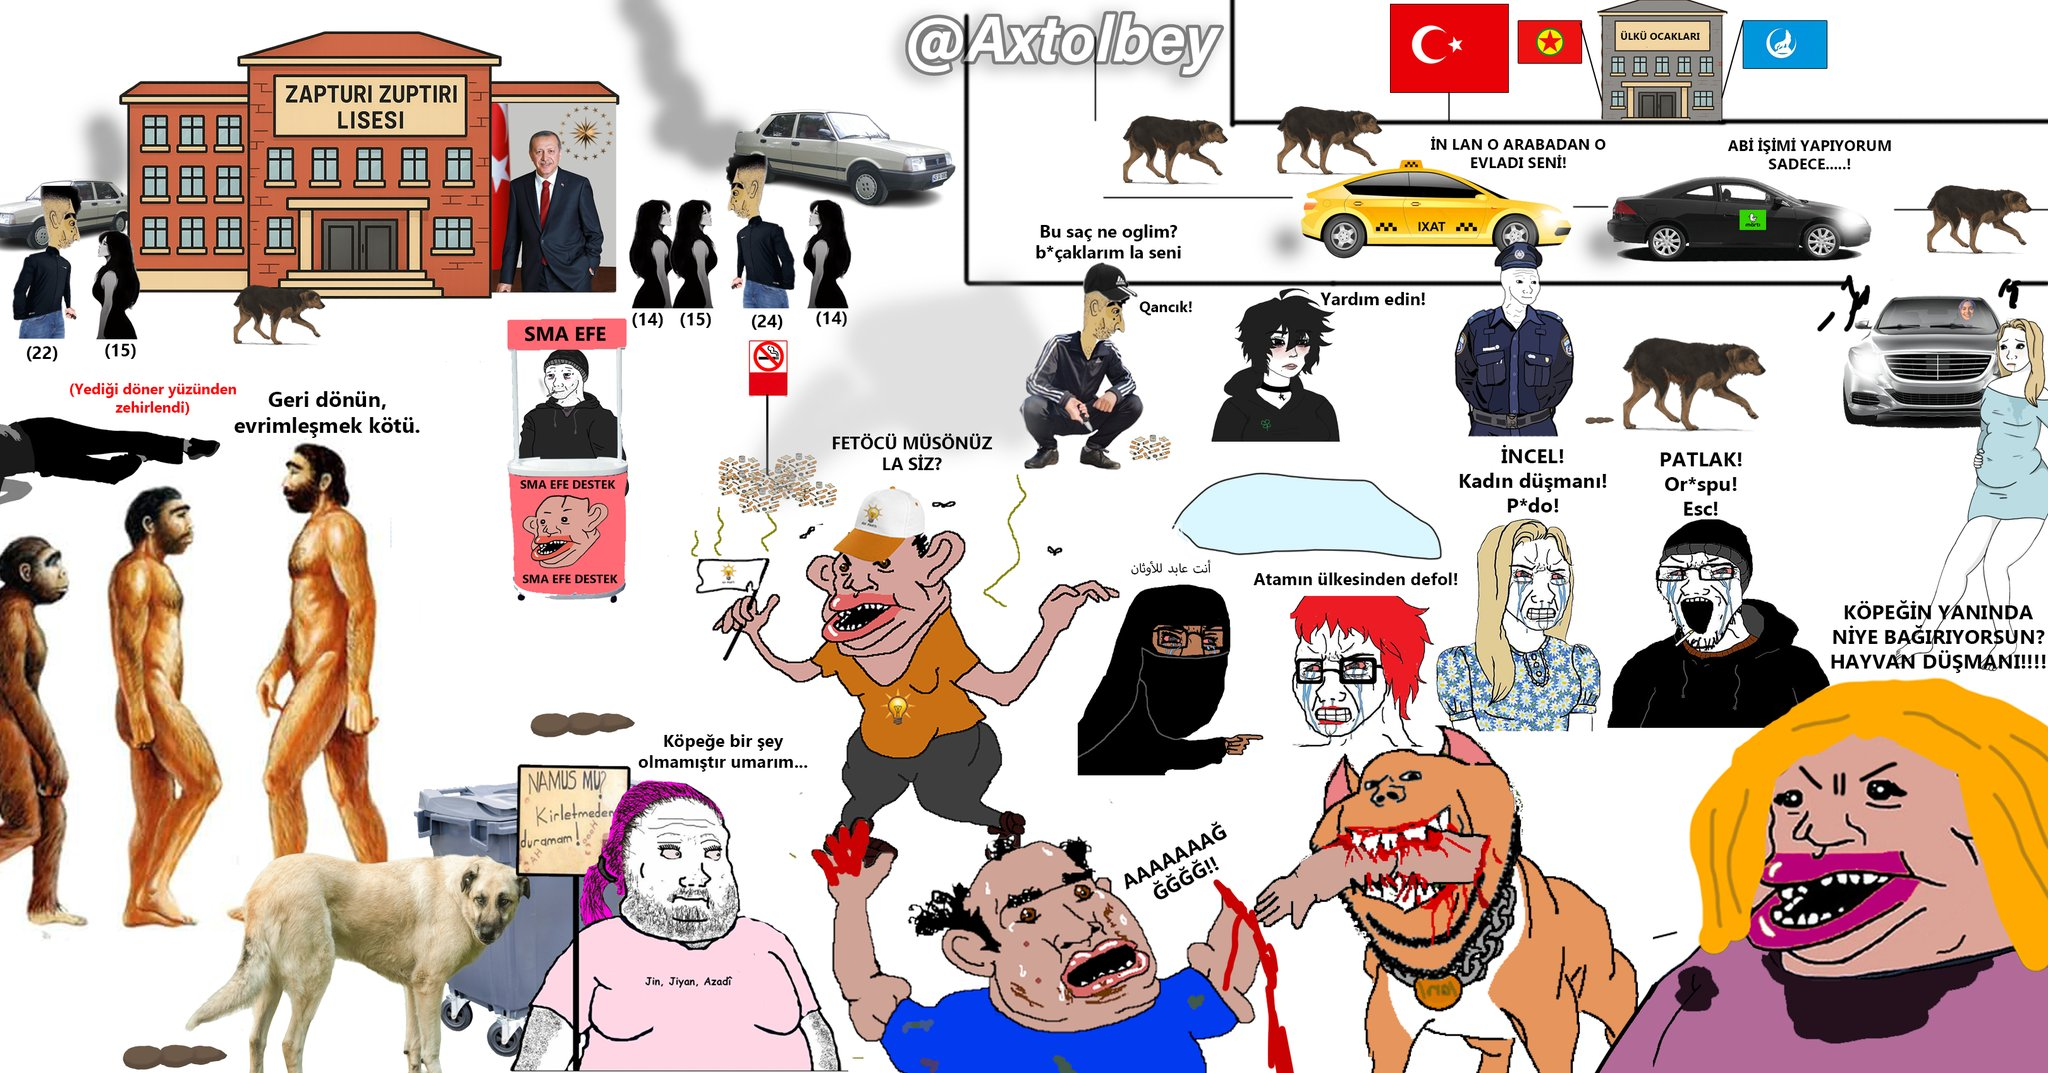 @Axtolbey
ZAPTURI ZUPTIRI
LISESI
ÜLKÜ OCAKLARI
İN LAN O ARABADAN O
EVLADI SENİ!
ABİ İŞİMİ YAPIYORUM
SADECE.....!
IXAT
martı
Bu saç ne oglim?
b*çaklarım la seni
Qancık!
Yardım edin!
(22)
(15)
(14)
(15)
(24)
(14)
SMA EFE
SMA EFE DESTEK
SMA EFE DESTEK
(Yediği döner yüzünden
zehirlendi)
Geri dönün,
evrimleşmek kötü.
FETÖCÜ MÜSÖNÜZ
LA SİZ?
AK PARTİ
İNCEL!
Kadın düşmanı!
P*do!
PATLAK!
Or*spu!
Esc!
أنت عابد للأوثان
Atamın ülkesinden defol!
KÖPEĞİN YANINDA
NİYE BAĞIRIYORSUN?
HAYVAN DÜŞMANI!!!!
Köpeğe bir şey
olmamıştır umarım...
NAMUS MU?
Kirletmeden
duramam!
Jin, Jiyan, Azadî
AAAAAAAĞ
ĞĞĞĞ!!